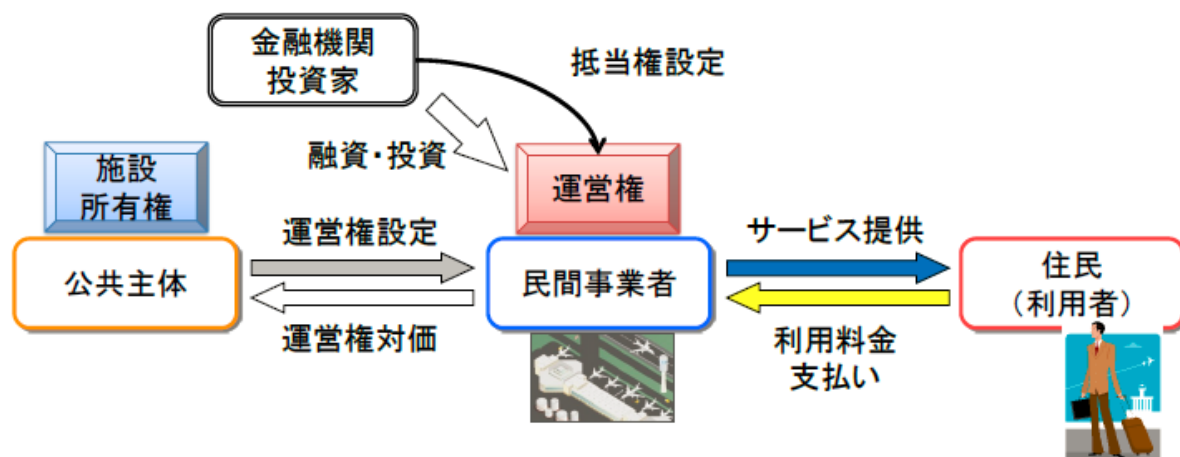 金融機関
投資家
抵当権設定
融資・投資
施設
所有権
運営権
運営権設定
サービス提供
公共主体
民間事業者
住民
（利用者）
運営権対価
利用料金
支払い